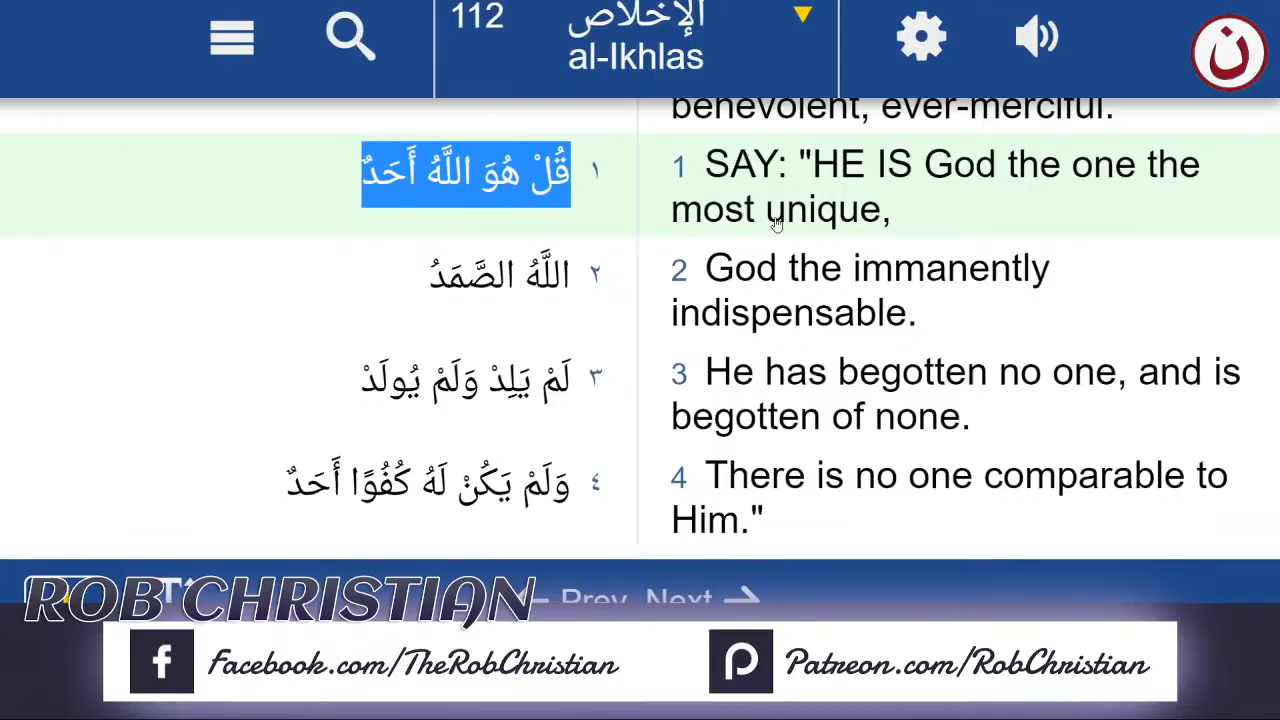 112
الإخلاص
al-Ikhlas
ن
benevolent, ever-merciful.
١ قُلْ هُوَ اللَّهُ أَحَدٌ
1 SAY: "HE IS God the one the
most unique,
٢ اللَّهُ الصَّمَدُ
2 God the immanently
indispensable.
٣ لَمْ يَلِدْ وَلَمْ يُولَدْ
3 He has begotten no one, and is
begotten of none.
٤ وَلَمْ يَكُنْ لَهُ كُفُوًا أَحَدٌ
4 There is no one comparable to
Him."
Prev Next
ROB CHRISTIAN
Facebook.com/TheRobChristian
Patreon.com/RobChristian